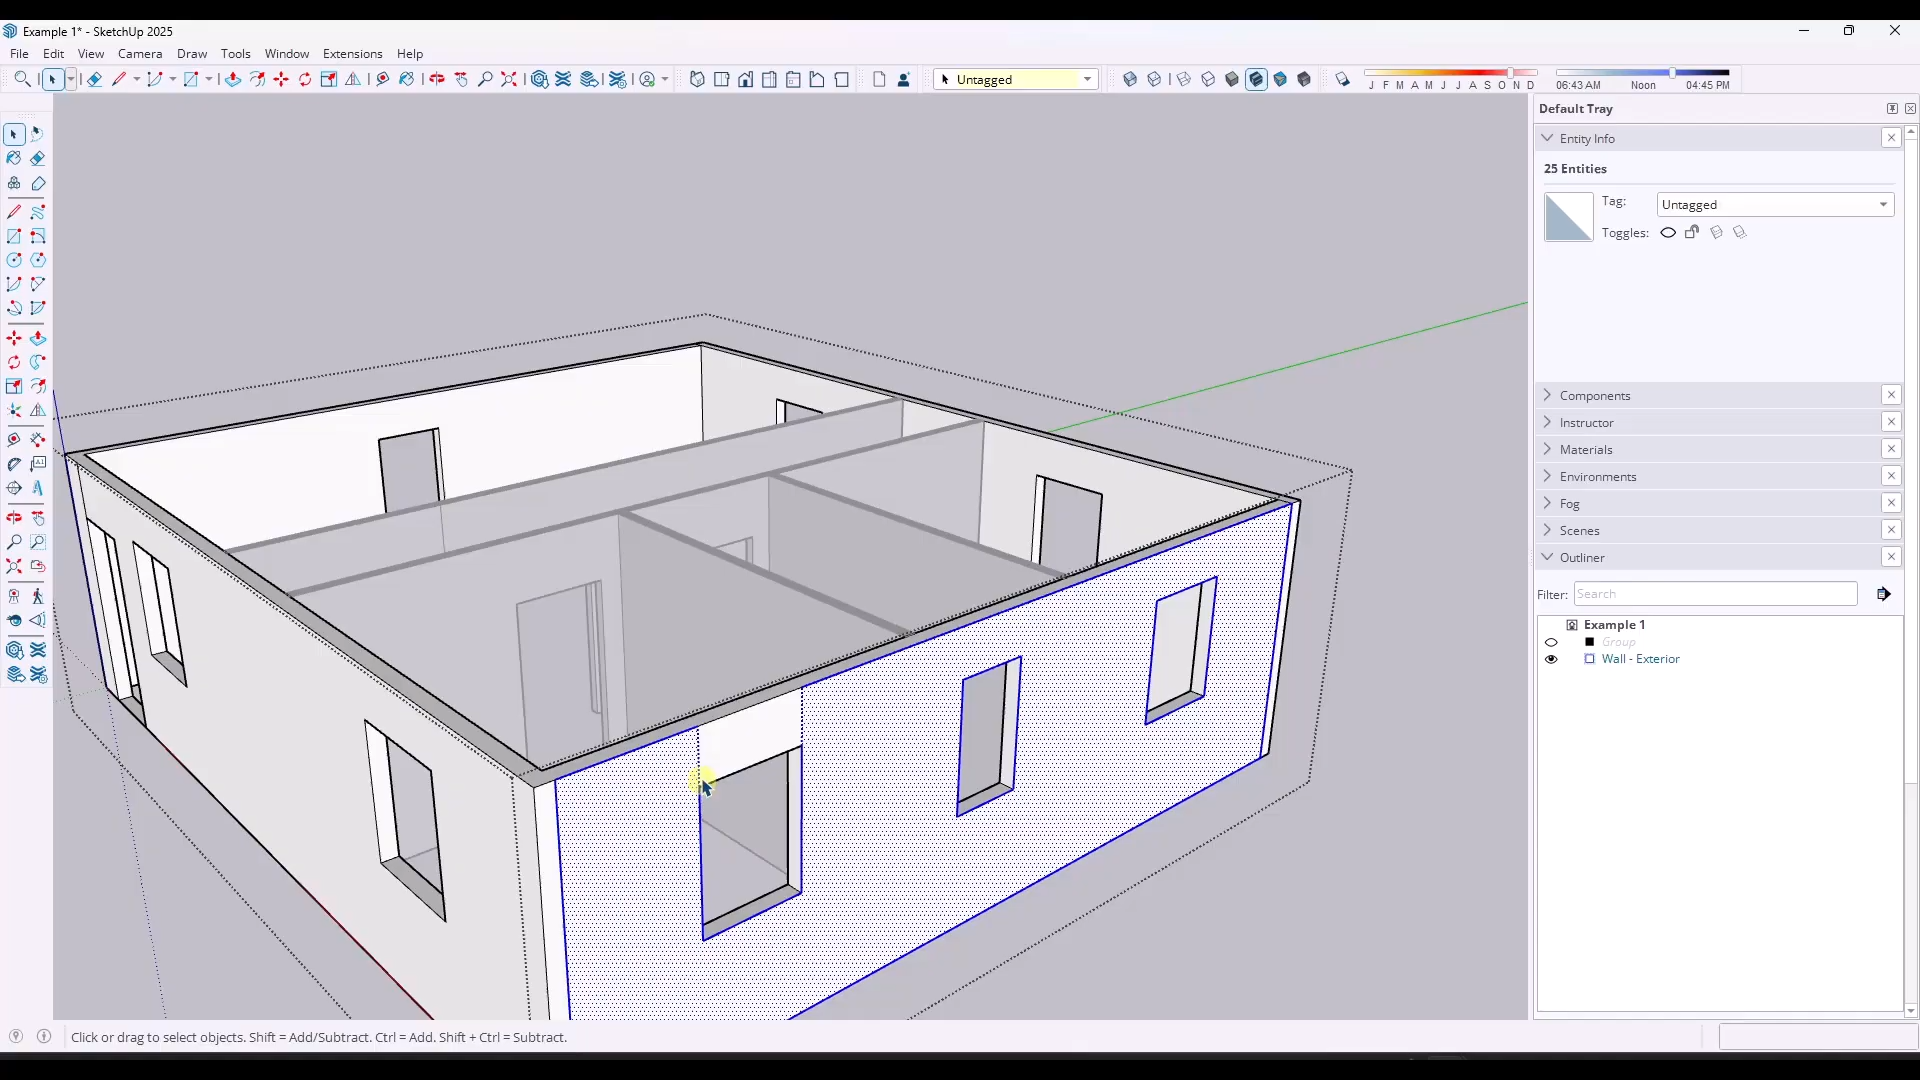 Example 1* - SketchUp 2025
File Edit View Camera Draw Tools Window Extensions Help
Untagged
J F M A M J J A S O N D
06:43 AM Noon 04:45 PM
Default Tray
Entity Info
25 Entities
Tag: Untagged
Toggles:
Components
Instructor
Materials
Environments
Fog
Scenes
Outliner
Filter: Search
Example 1
Group
Wall - Exterior
Click or drag to select objects. Shift = Add/Subtract. Ctrl = Add. Shift + Ctrl = Subtract.